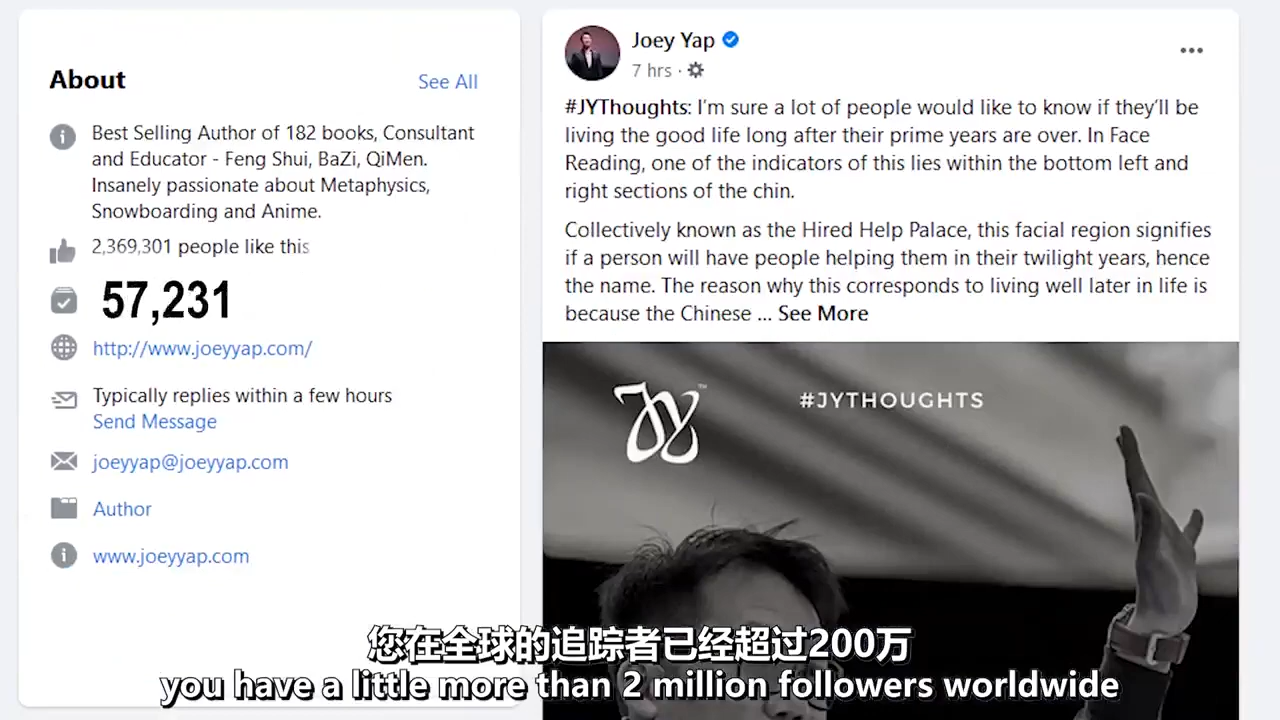 About
See All
Best Selling Author of 182 books, Consultant
and Educator - Feng Shui, BaZi, QiMen.
Insanely passionate about Metaphysics,
Snowboarding and Anime.
2,369,301 people like this
57,231
http://www.joeyyap.com/
Typically replies within a few hours
Send Message
joeyyap@joeyyap.com
Author
www.joeyyap.com
Joey Yap
7 hrs ·
#JYThoughts: I'm sure a lot of people would like to know if they'll be
living the good life long after their prime years are over. In Face
Reading, one of the indicators of this lies within the bottom left and
right sections of the chin.
Collectively known as the Hired Help Palace, this facial region signifies
if a person will have people helping them in their twilight years, hence
the name. The reason why this corresponds to living well later in life is
because the Chinese ... See More
JY™
#JYTHOUGHTS
您在全球的追踪者已经超过200万
you have a little more than 2 million followers worldwide